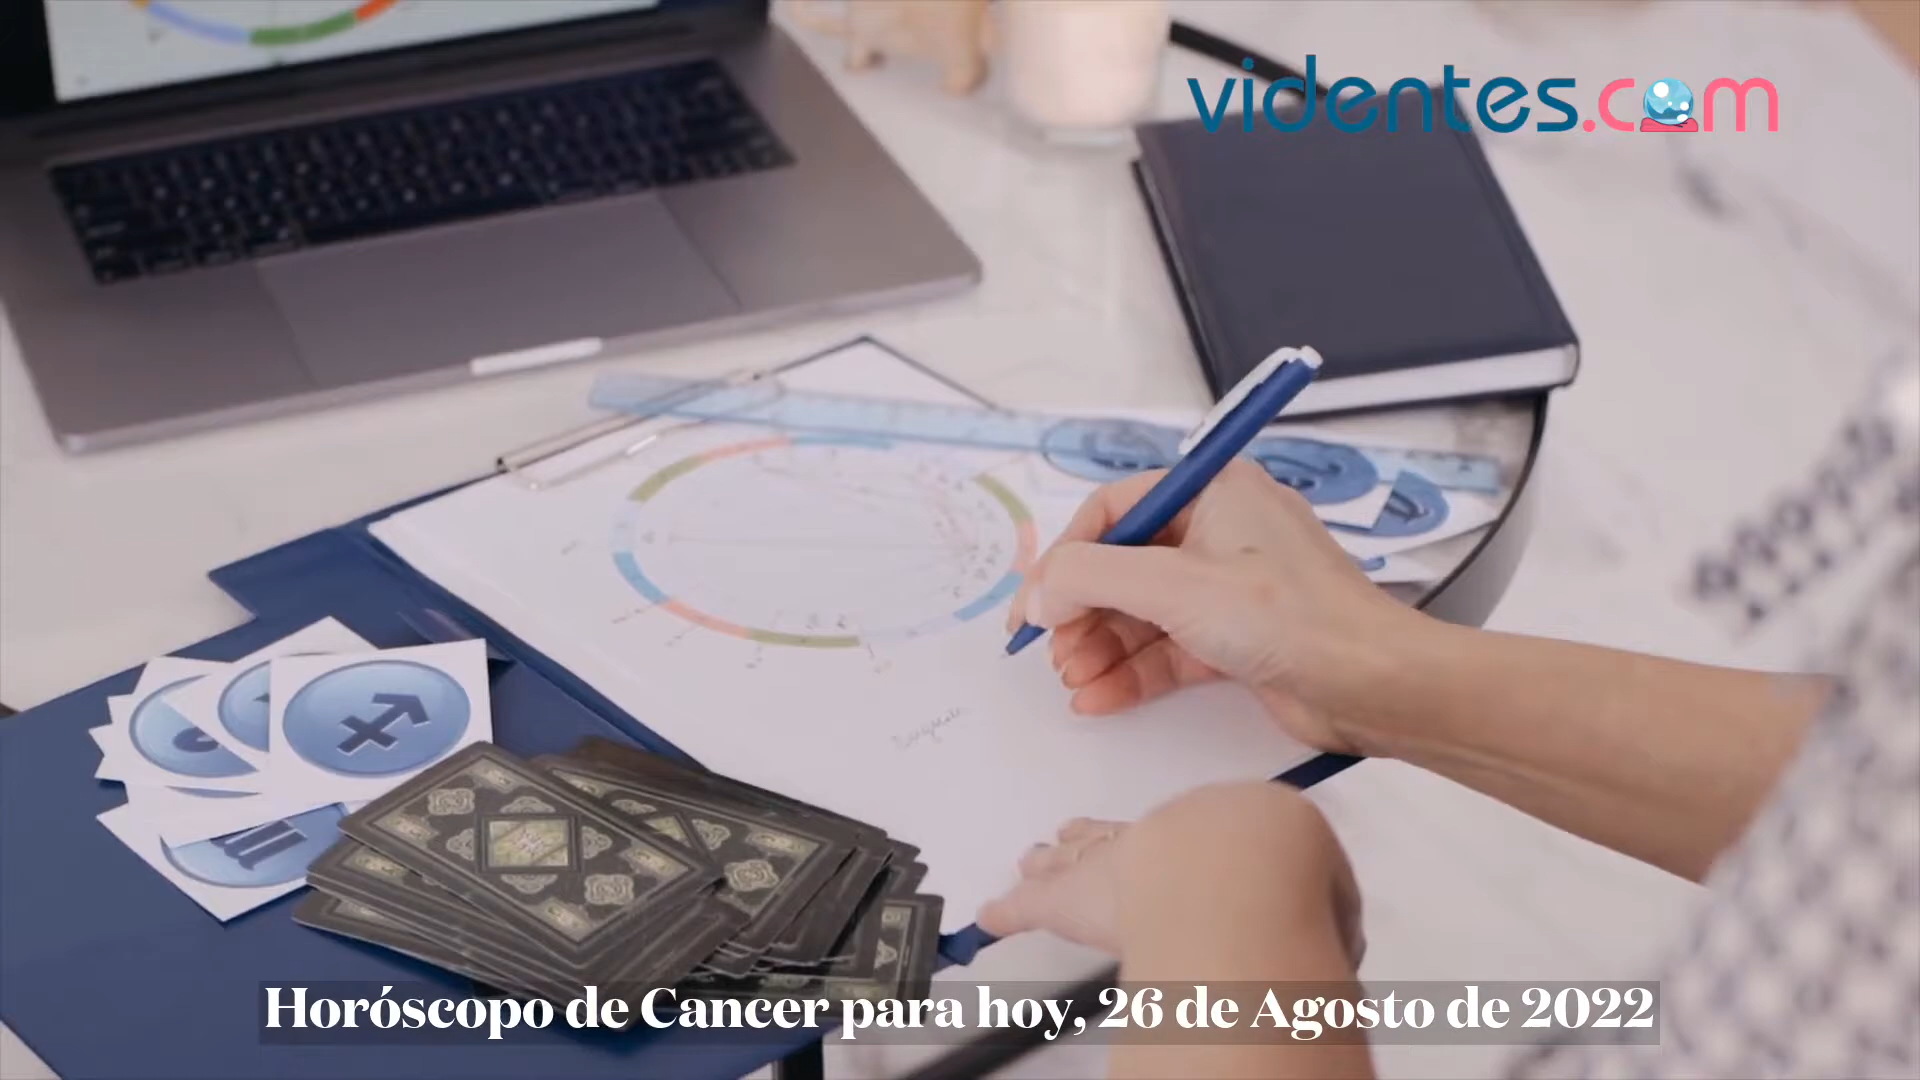 videntes.com
Horóscopo de Cancer para hoy, 26 de Agosto de 2022